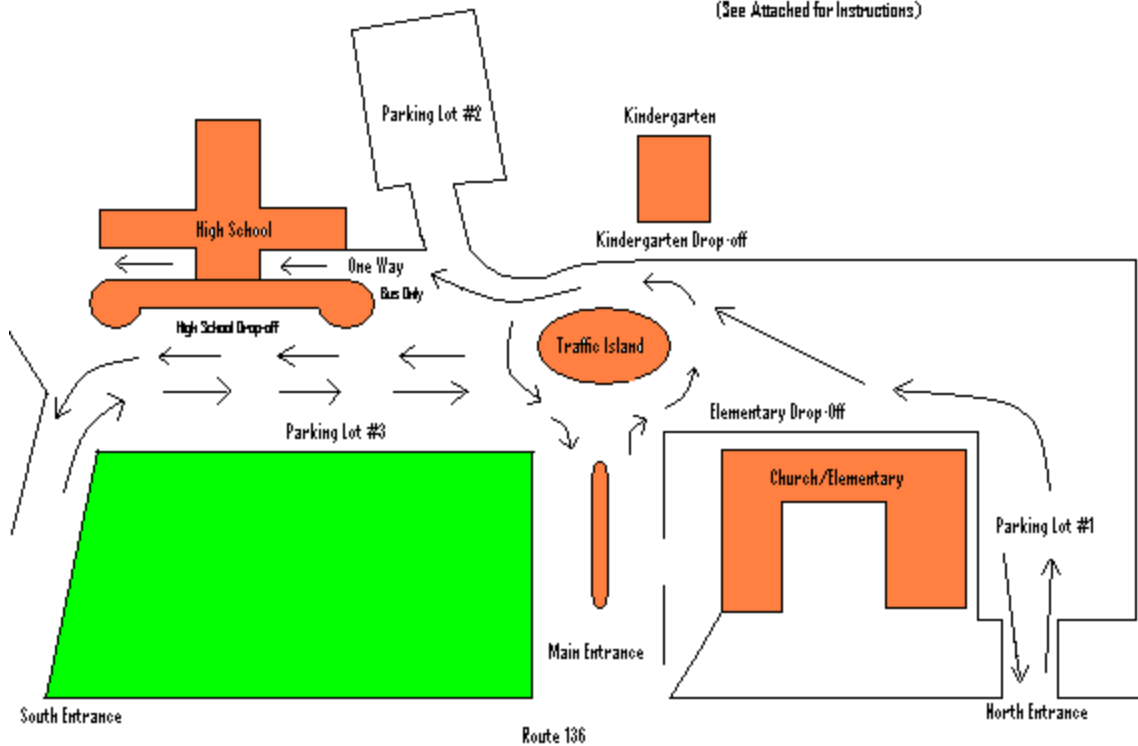 (See Attached for Instructions)
Parking Lot #2
Kindergarten
High School
Kindergarten Drop-off
One Way
Bus Only
High School Drop-off
Traffic Island
Elementary Drop-Off
Parking Lot #3
Church/Elementary
Parking Lot #1
Main Entrance
South Entrance
North Entrance
Route 136